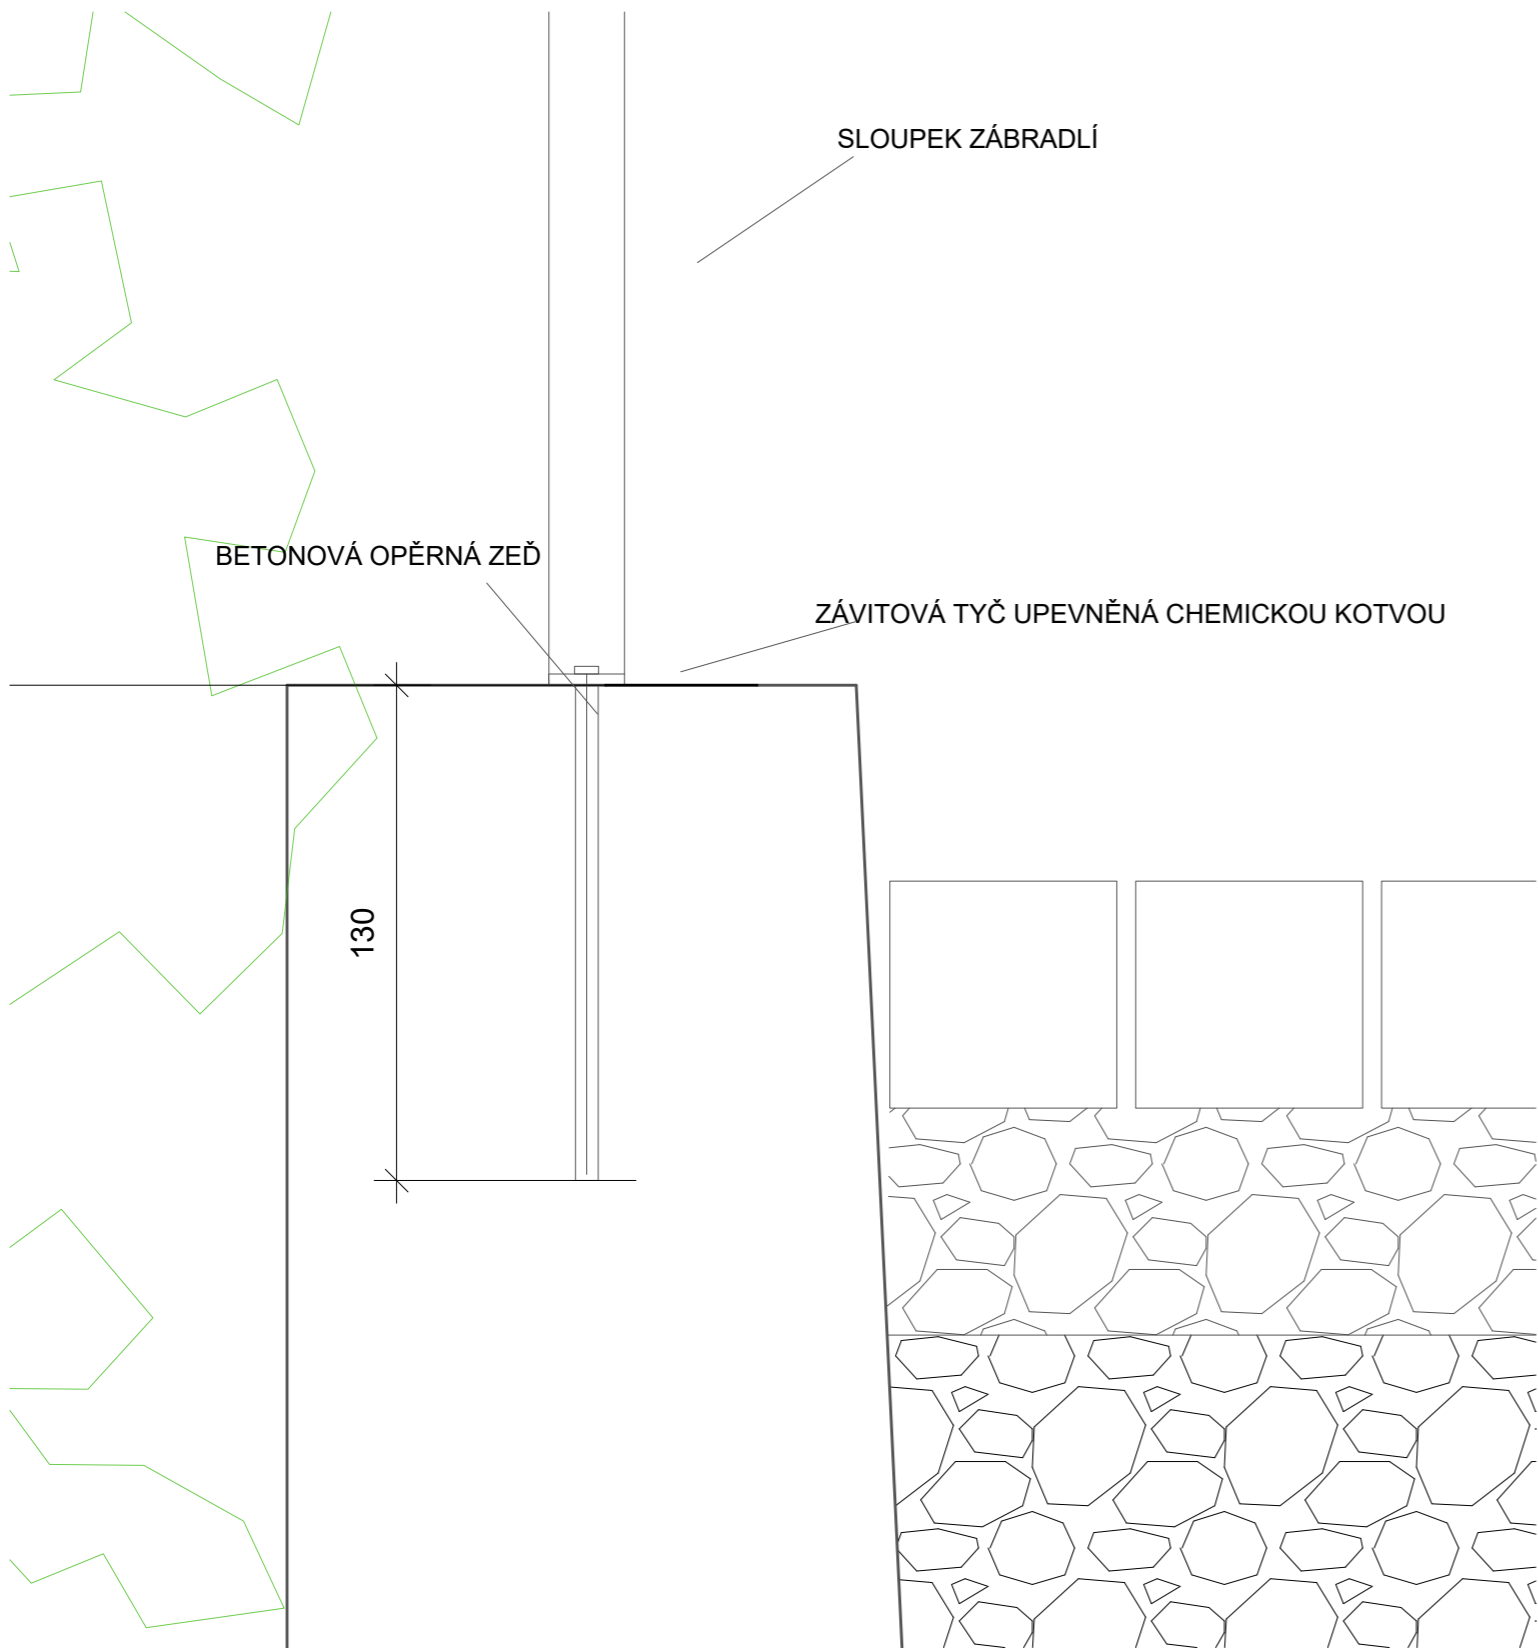 SLOUPEK ZÁBRADLÍ
BETONOVÁ OPĚRNÁ ZEĎ
ZÁVITOVÁ TYČ UPEVNĚNÁ CHEMICKOU KOTVOU
130